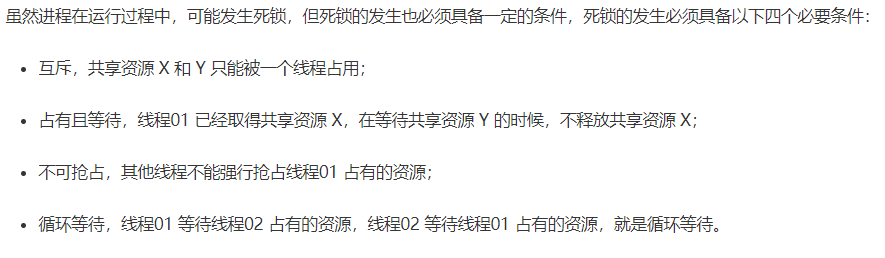 虽然进程在运行过程中，可能发生死锁，但死锁的发生也必须具备一定的条件，死锁的发生必须具备以下四个必要条件：
• 互斥，共享资源 X 和 Y 只能被一个线程占用；
• 占有且等待，线程01 已经取得共享资源 X，在等待共享资源 Y 的时候，不释放共享资源 X；
• 不可抢占，其他线程不能强行抢占线程01 占有的资源；
• 循环等待，线程01 等待线程02 占有的资源，线程02 等待线程01 占有的资源，就是循环等待。